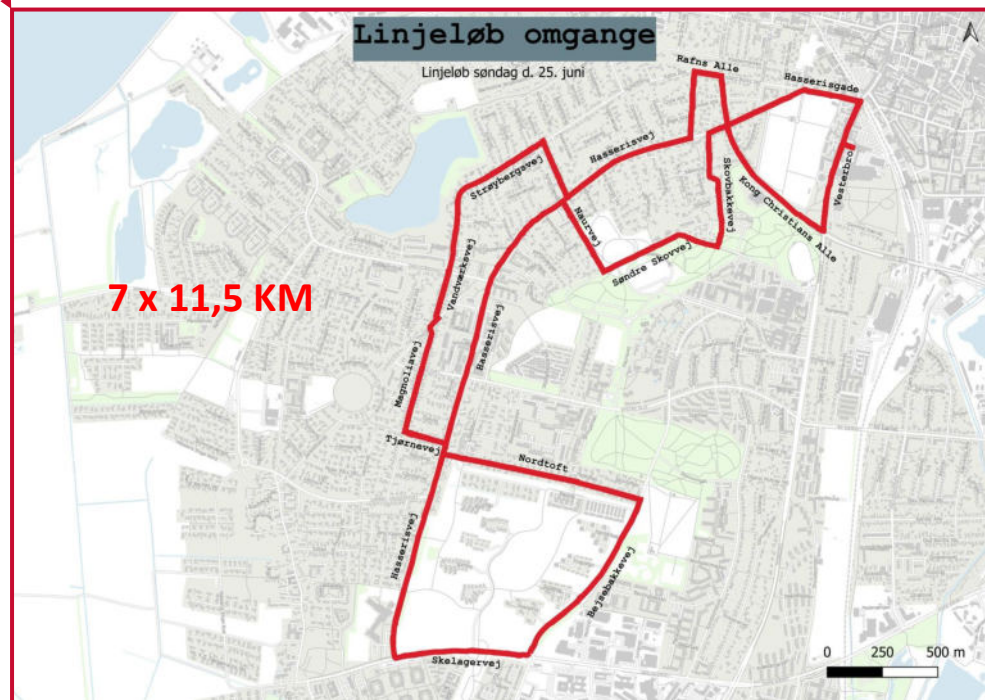 Linjeløb omgange
Linjeløb søndag d. 25. juni
Rafns Alle
Hasserisgade
Hasserisvej
Strøybergsvej
Vesterbro
Skovbakkevej
Kong Christians Alle
Naurvej
Søndre Skovvej
Vandværksvej
7 x 11,5 KM
Hasserisvej
Magnoliavej
Tjørnevej
Nordtoft
Hasserisvej
Bejsebakkevej
Skelagervej
0 250 500 m